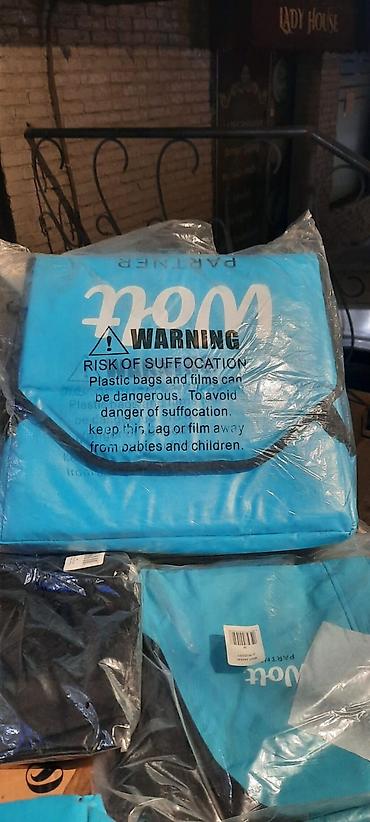 LADY HOUSE
PARTNER
Wolt
WARNING
RISK OF SUFFOCATION
Plastic bags and films can
be dangerous. To avoid
danger of suffocation.
keep this bag or film away
from babies and children.
PARTNER
Wolt